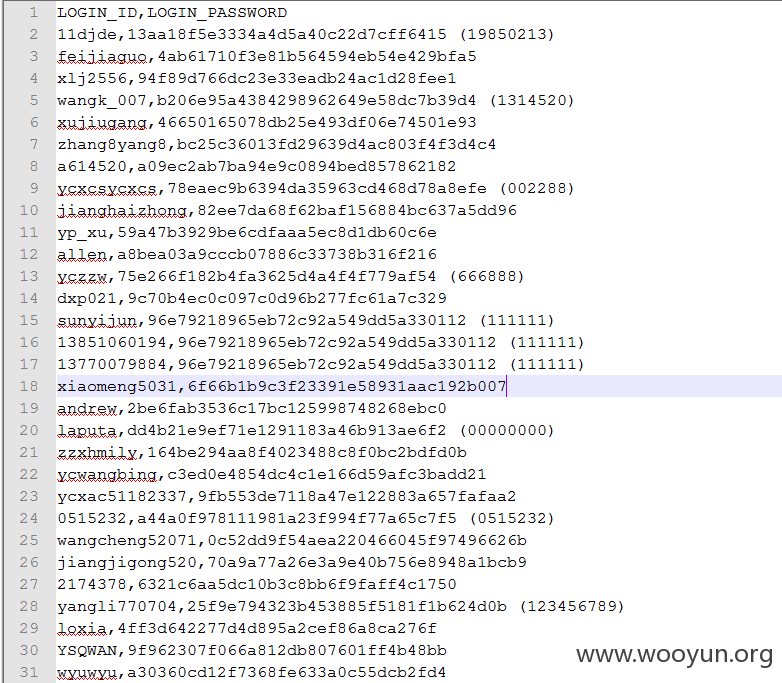 1 LOGIN_ID,LOGIN_PASSWORD
2 11djde,13aa18f5e3334a4d5a40c22d7cff6415 (19850213)
3 feijiaguo,4ab61710f3e81b564594eb54e429bfa5
4 xlj2556,94f89d766dc23e33eadb24ac1d28fee1
5 wangk_007,b206e95a4384298962649e58dc7b39d4 (1314520)
6 xujiugang,46650165078db25e493df06e74501e93
7 zhang8yang8,bc25c36013fd29639d4ac803f4f3d4c4
8 a614520,a09ec2ab7ba94e9c0894bed857862182
9 ycxcsycxcs,78eaec9b6394da35963cd468d78a8efe (002288)
10 jianghaizhong,82ee7da68f62baf156884bc637a5dd96
11 yp_xu,59a47b3929be6cdfaaa5ec8d1db60c6e
12 allen,a8bea03a9cccb07886c33738b316f216
13 yczzw,75e266f182b4fa3625d4a4f4f779af54 (666888)
14 dxp021,9c70b4ec0c097c0d96b277fc61a7c329
15 sunyijun,96e79218965eb72c92a549dd5a330112 (111111)
16 13851060194,96e79218965eb72c92a549dd5a330112 (111111)
17 13770079884,96e79218965eb72c92a549dd5a330112 (111111)
18 xiaomeng5031,6f66b1b9c3f23391e58931aac192b007
19 andrew,2be6fab3536c17bc125998748268ebc0
20 laputa,dd4b21e9ef71e1291183a46b913ae6f2 (00000000)
21 zzxhmily,164be294aa8f4023488c8f0bc2bdfd0b
22 ycwangbing,c3ed0e4854dc4c1e166d59afc3badd21
23 ycxac51182337,9fb553de7118a47e122883a657fafaa2
24 0515232,a44a0f978111981a23f994f77a65c7f5 (0515232)
25 wangcheng52071,0c52dd9f54aea220466045f97496626b
26 jiangjigong520,70a9a77a26e3a9e40b756e8948a1bcb9
27 2174378,6321c6aa5dc10b3c8bb6f9faff4c1750
28 yangli770704,25f9e794323b453885f5181f1b624d0b (123456789)
29 loxia,4ff3d642277d4d895a2cef86a8ca276f
30 YSQWAN,9f962307f066a812db807601ff4b48bb
31 wyuwyu,a30360cd12f7368fe633a0c55dcb2fd4
www.wooyun.org